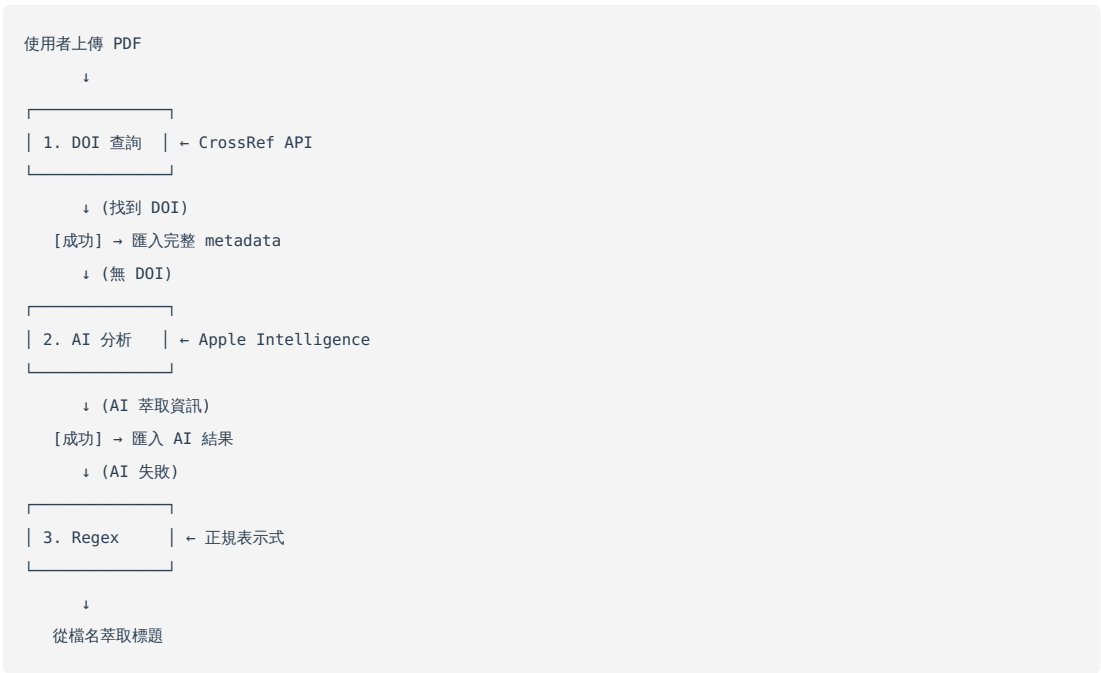 使用者上傳 PDF
↓
┌──────────────┐
│ 1. DOI 查詢  │ ← CrossRef API
└──────────────┘
↓ (找到 DOI)
[成功] → 匯入完整 metadata
↓ (無 DOI)
┌──────────────┐
│ 2. AI 分析   │ ← Apple Intelligence
└──────────────┘
↓ (AI 萃取資訊)
[成功] → 匯入 AI 結果
↓ (AI 失敗)
┌──────────────┐
│ 3. Regex     │ ← 正規表示式
└──────────────┘
↓
從檔名萃取標題